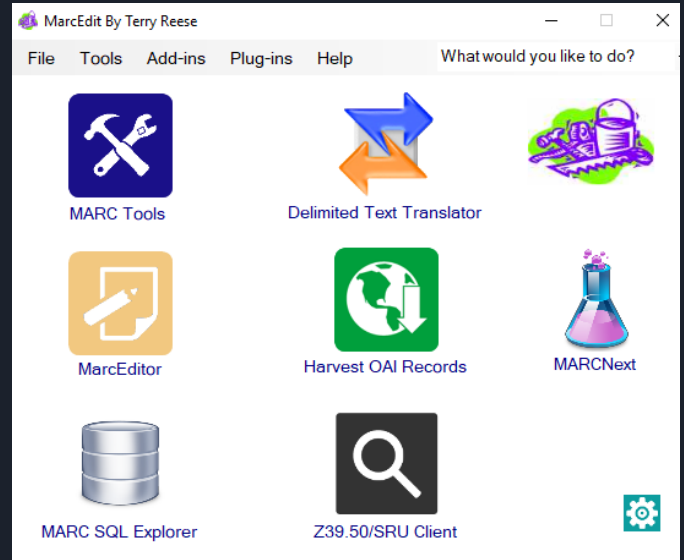 MarcEdit By Terry Reese
File Tools Add-ins Plug-ins Help What would you like to do?
MARC Tools
Delimited Text Translator
MarcEditor
Harvest OAI Records
MARCNext
MARC SQL Explorer
Z39.50/SRU Client